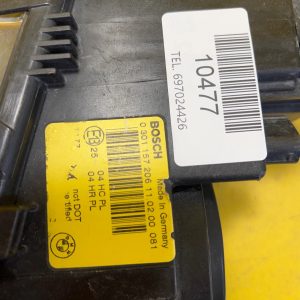 10477
TEL. 697024426
BOSCH
Made in Germany
0 301 157 206 11 02 00 081
E3 25
04 HC PL
04 HR PL
not DOT